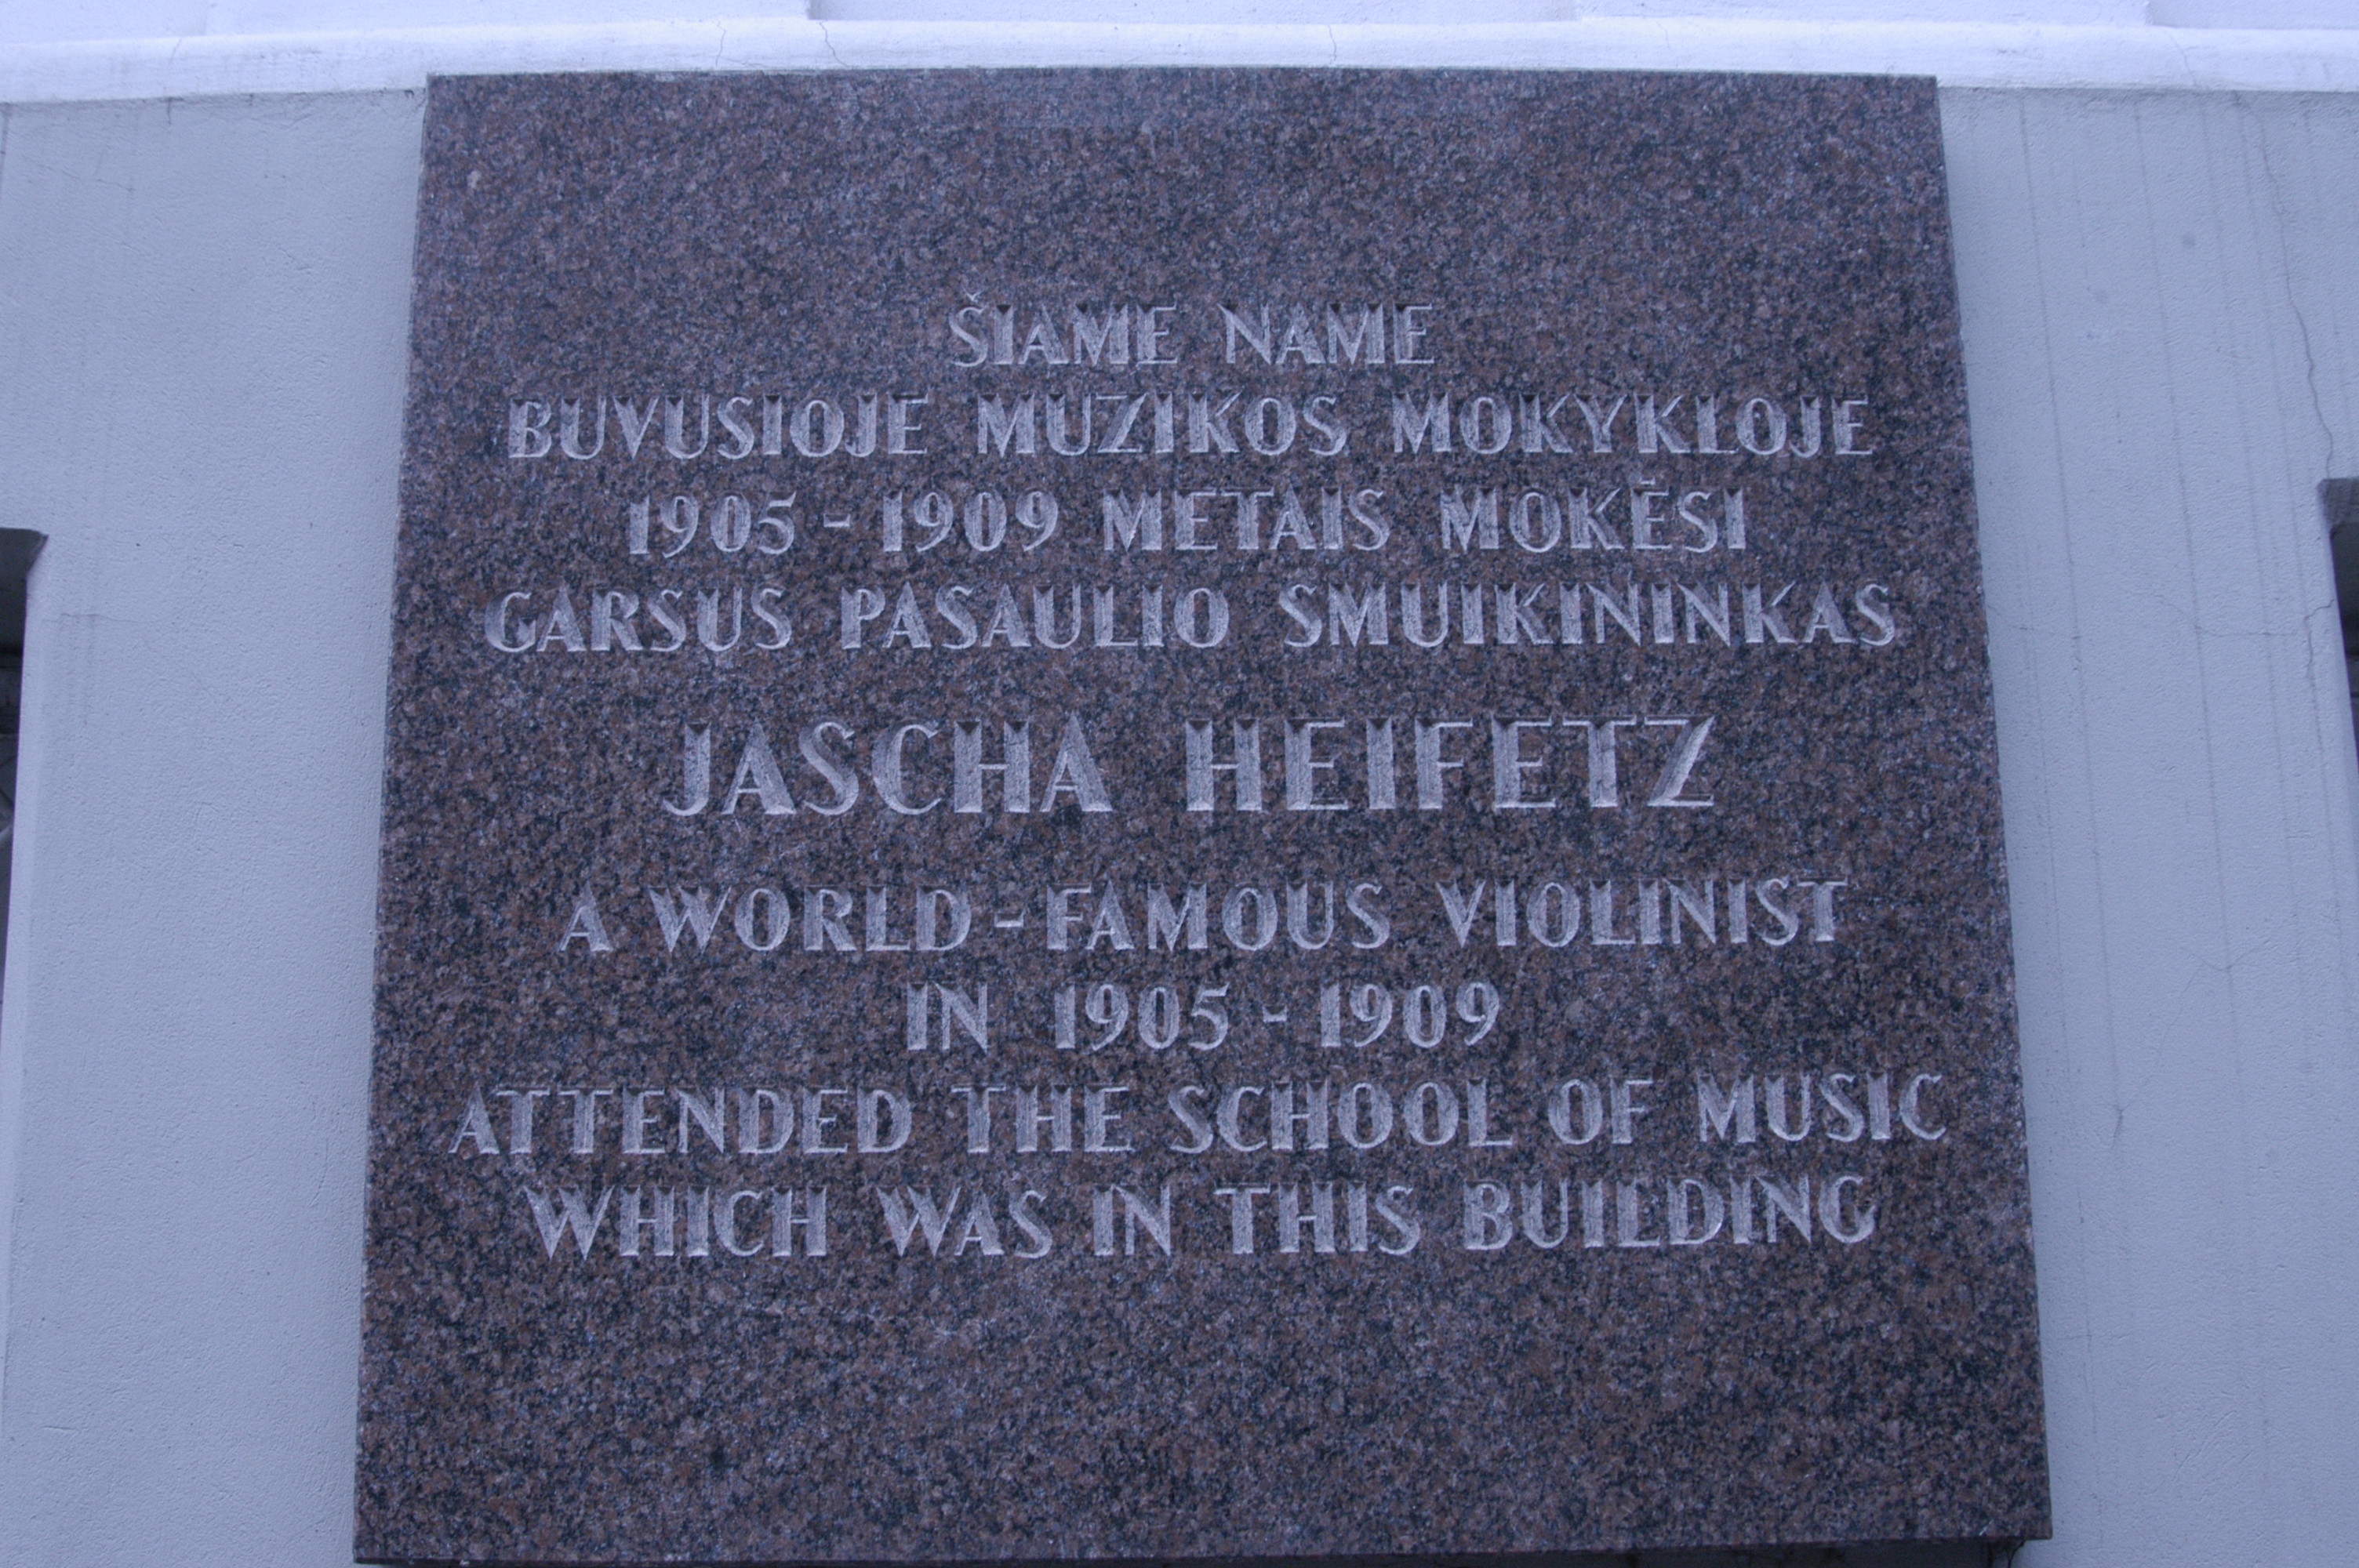 ŠIAME NAME
BUVUSIOJE MUZIKOS MOKYKLOJE
1905 - 1909 METAIS MOKĖSI
GARSUS PASAULIO SMUIKININKAS
JASCHA HEIFETZ
A WORLD - FAMOUS VIOLINIST
IN 1905 - 1909
ATTENDED THE SCHOOL OF MUSIC
WHICH WAS IN THIS BUILDING